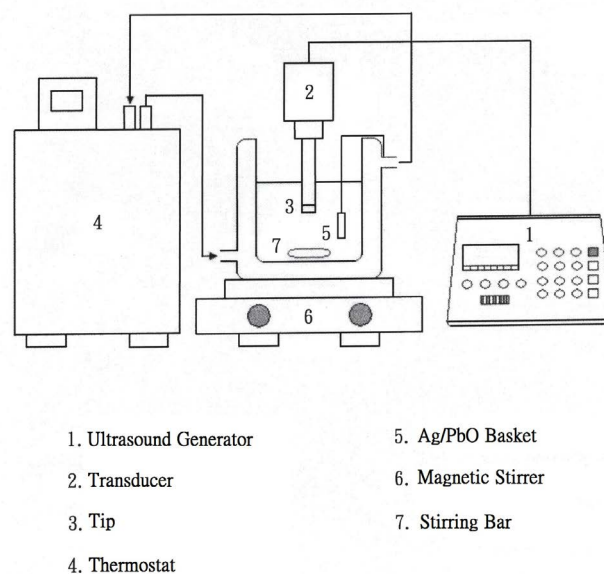 2
3
5
7
4
1
6
1. Ultrasound Generator
2. Transducer
3. Tip
4. Thermostat
5. Ag/PbO Basket
6. Magnetic Stirrer
7. Stirring Bar